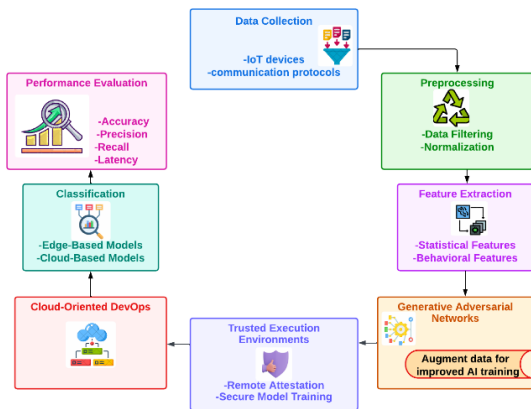 Data Collection
-IoT devices
-communication protocols
Preprocessing
-Data Filtering
-Normalization
Feature Extraction
-Statistical Features
-Behavioral Features
Generative Adversarial
Networks
Augment data for
improved AI training
Trusted Execution
Environments
-Remote Attestation
-Secure Model Training
Cloud-Oriented DevOps
Classification
-Edge-Based Models
-Cloud-Based Models
Performance Evaluation
-Accuracy
-Precision
-Recall
-Latency